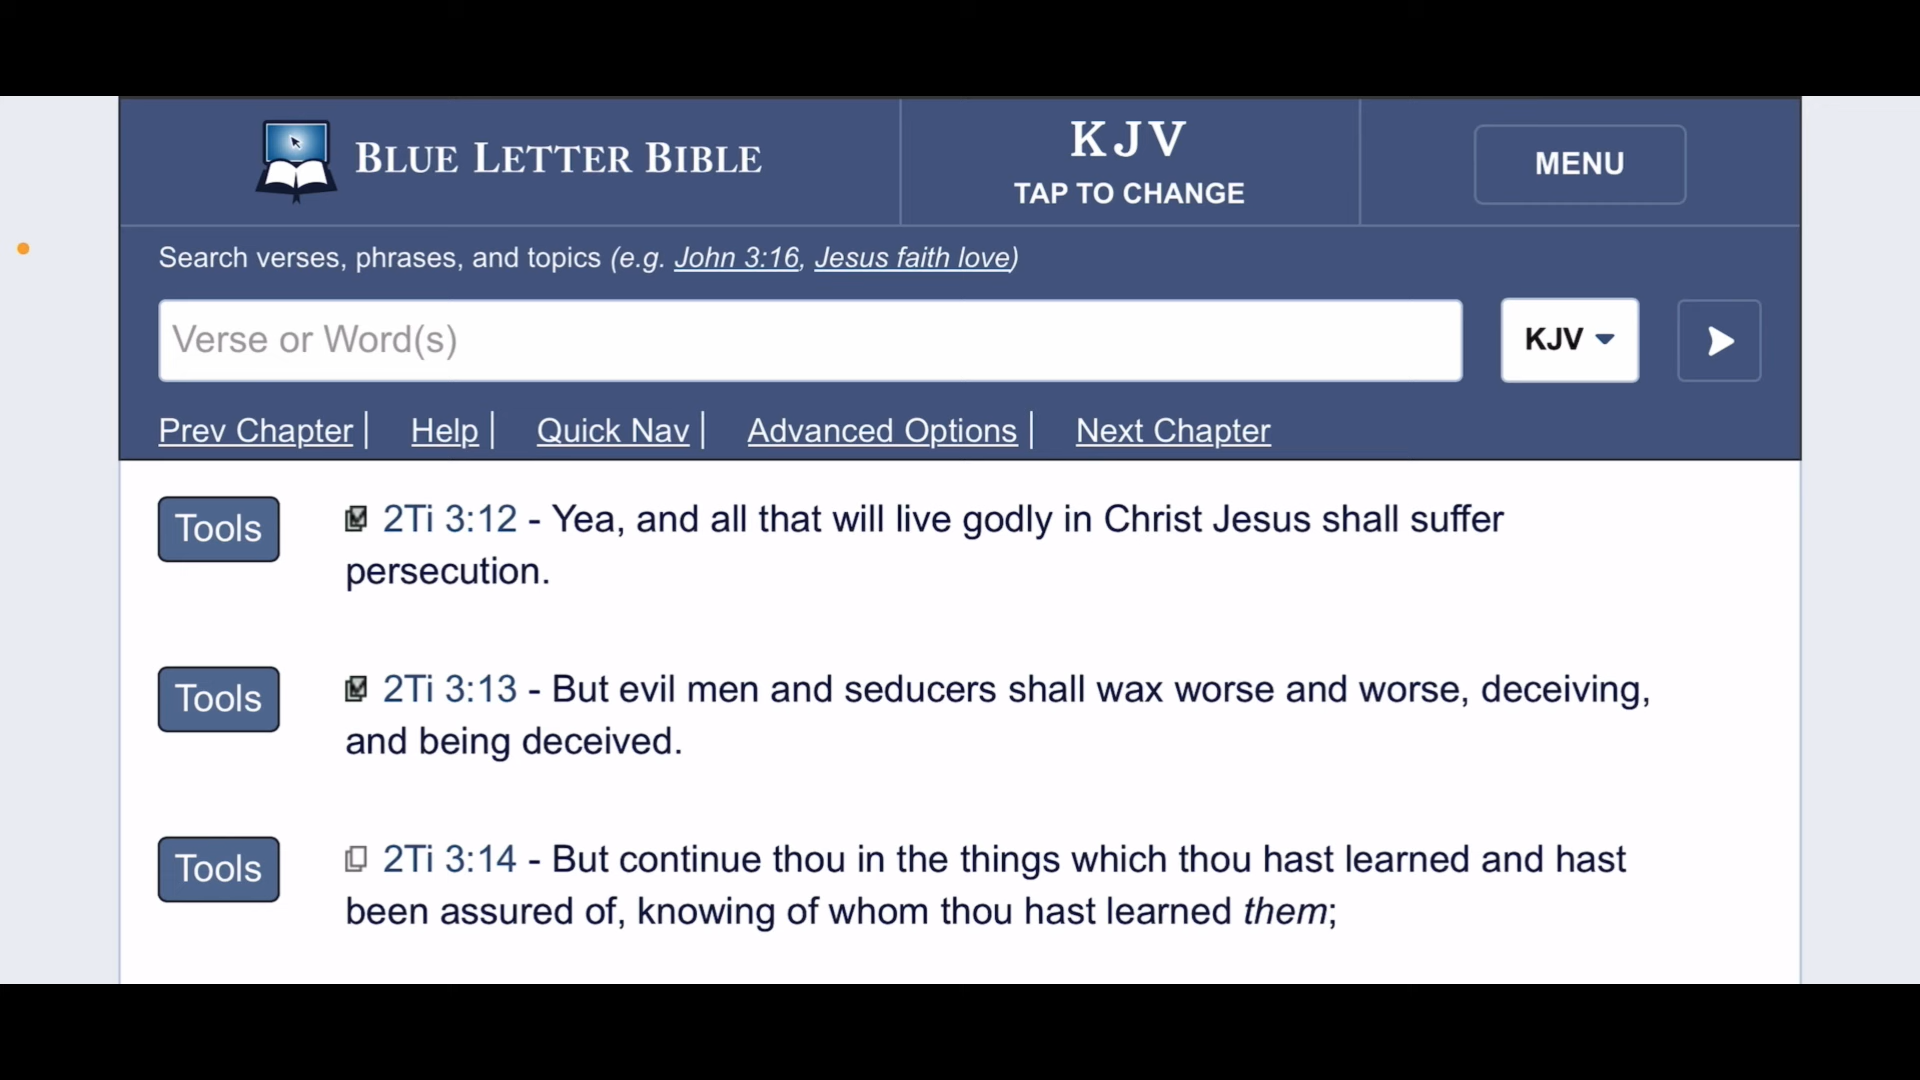 BLUE LETTER BIBLE
KJV
TAP TO CHANGE
MENU
Search verses, phrases, and topics (e.g. John 3:16, Jesus faith love)
Verse or Word(s)
KJV
Prev Chapter | Help | Quick Nav | Advanced Options | Next Chapter
Tools
2Ti 3:12 - Yea, and all that will live godly in Christ Jesus shall suffer
persecution.
Tools
2Ti 3:13 - But evil men and seducers shall wax worse and worse, deceiving,
and being deceived.
Tools
2Ti 3:14 - But continue thou in the things which thou hast learned and hast
been assured of, knowing of whom thou hast learned them;